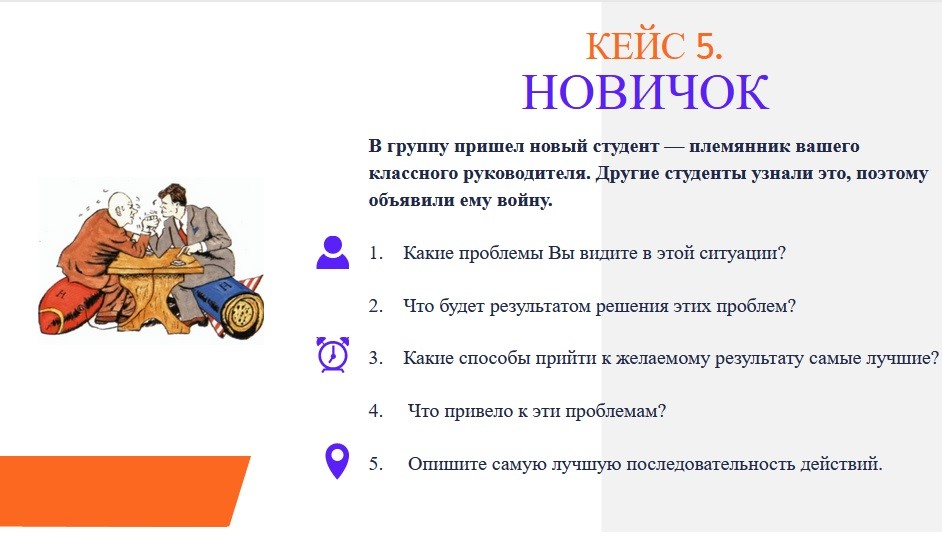 КЕЙС 5.
НОВИЧОК
В группу пришел новый студент — племянник вашего
классного руководителя. Другие студенты узнали это, поэтому
объявили ему войну.
1. Какие проблемы Вы видите в этой ситуации?
2. Что будет результатом решения этих проблем?
3. Какие способы прийти к желаемому результату самые лучшие?
4. Что привело к эти проблемам?
5. Опишите самую лучшую последовательность действий.